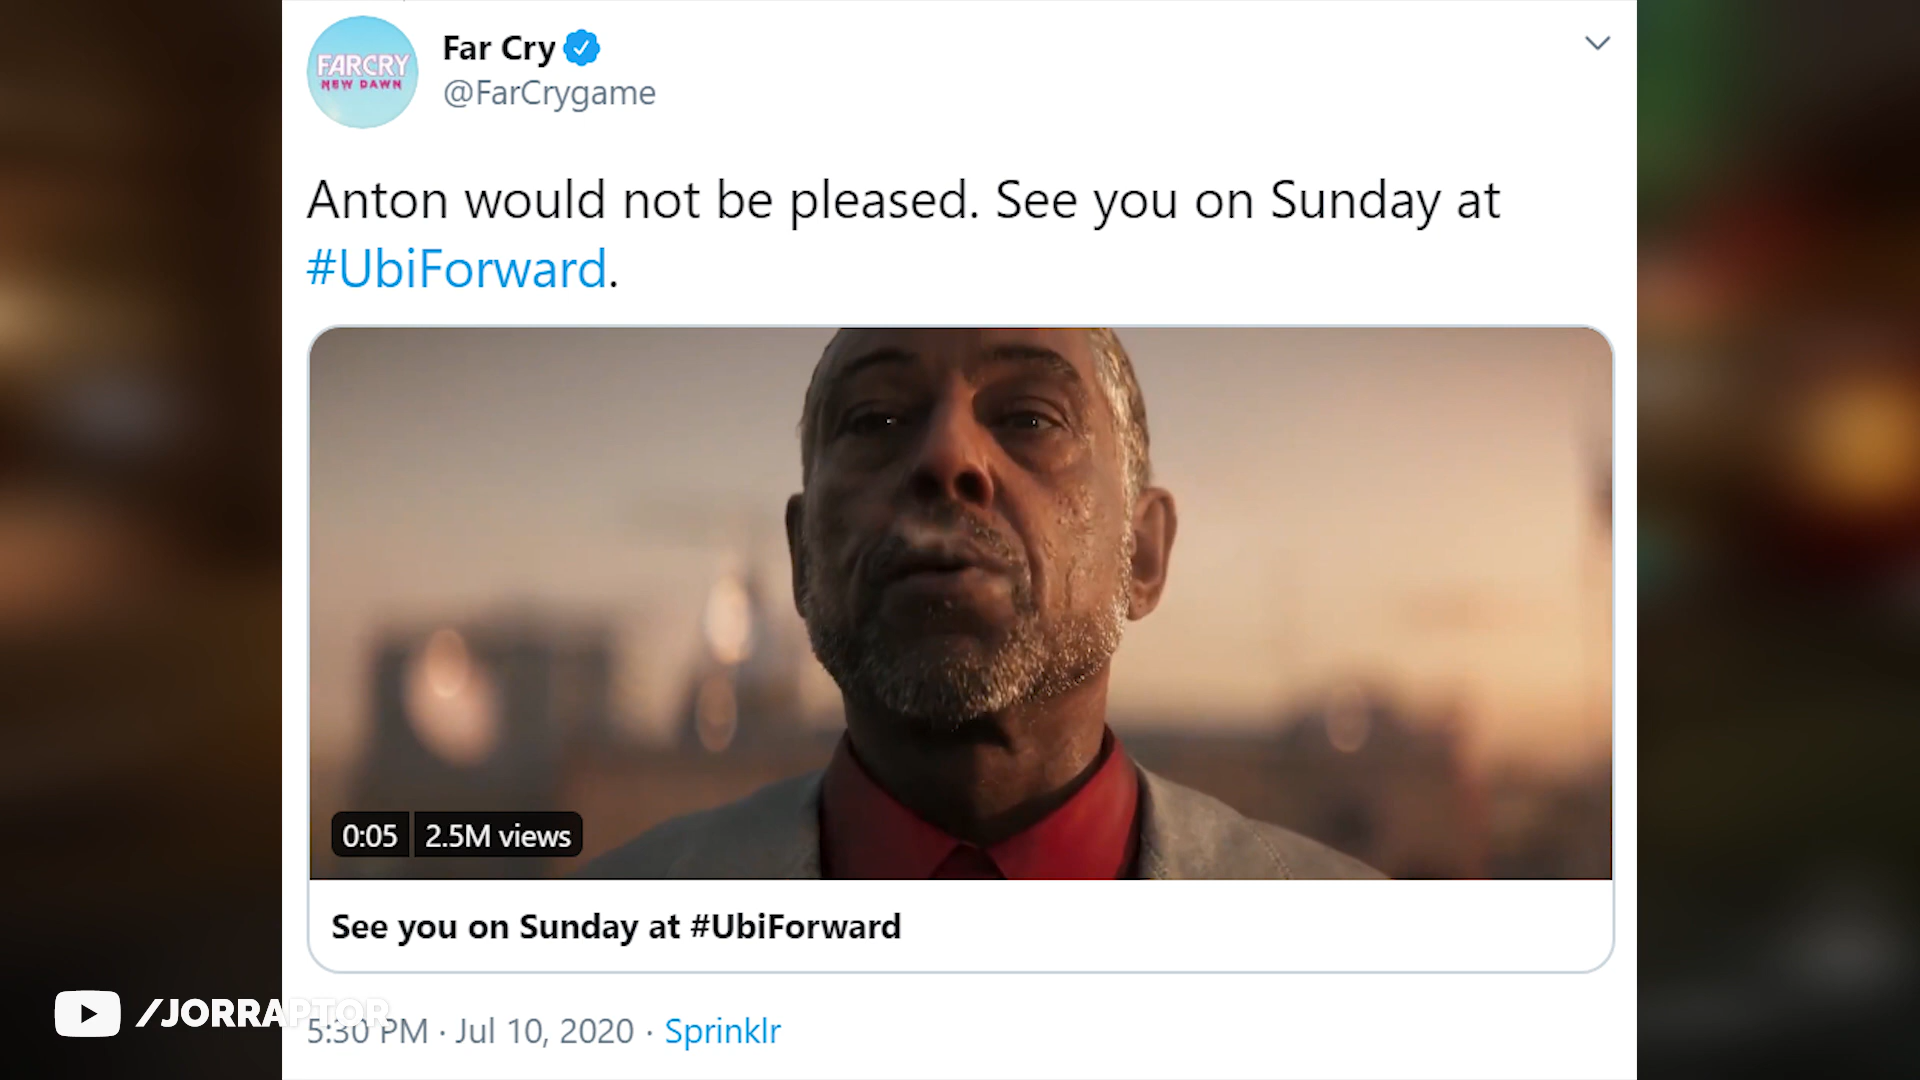 FARCRY
NEW DAWN
Far Cry
@FarCrygame
Anton would not be pleased. See you on Sunday at
#UbiForward.
0:05
2.5M views
See you on Sunday at #UbiForward
/JORRAPTOR
5:30 PM · Jul 10, 2020 · Sprinklr